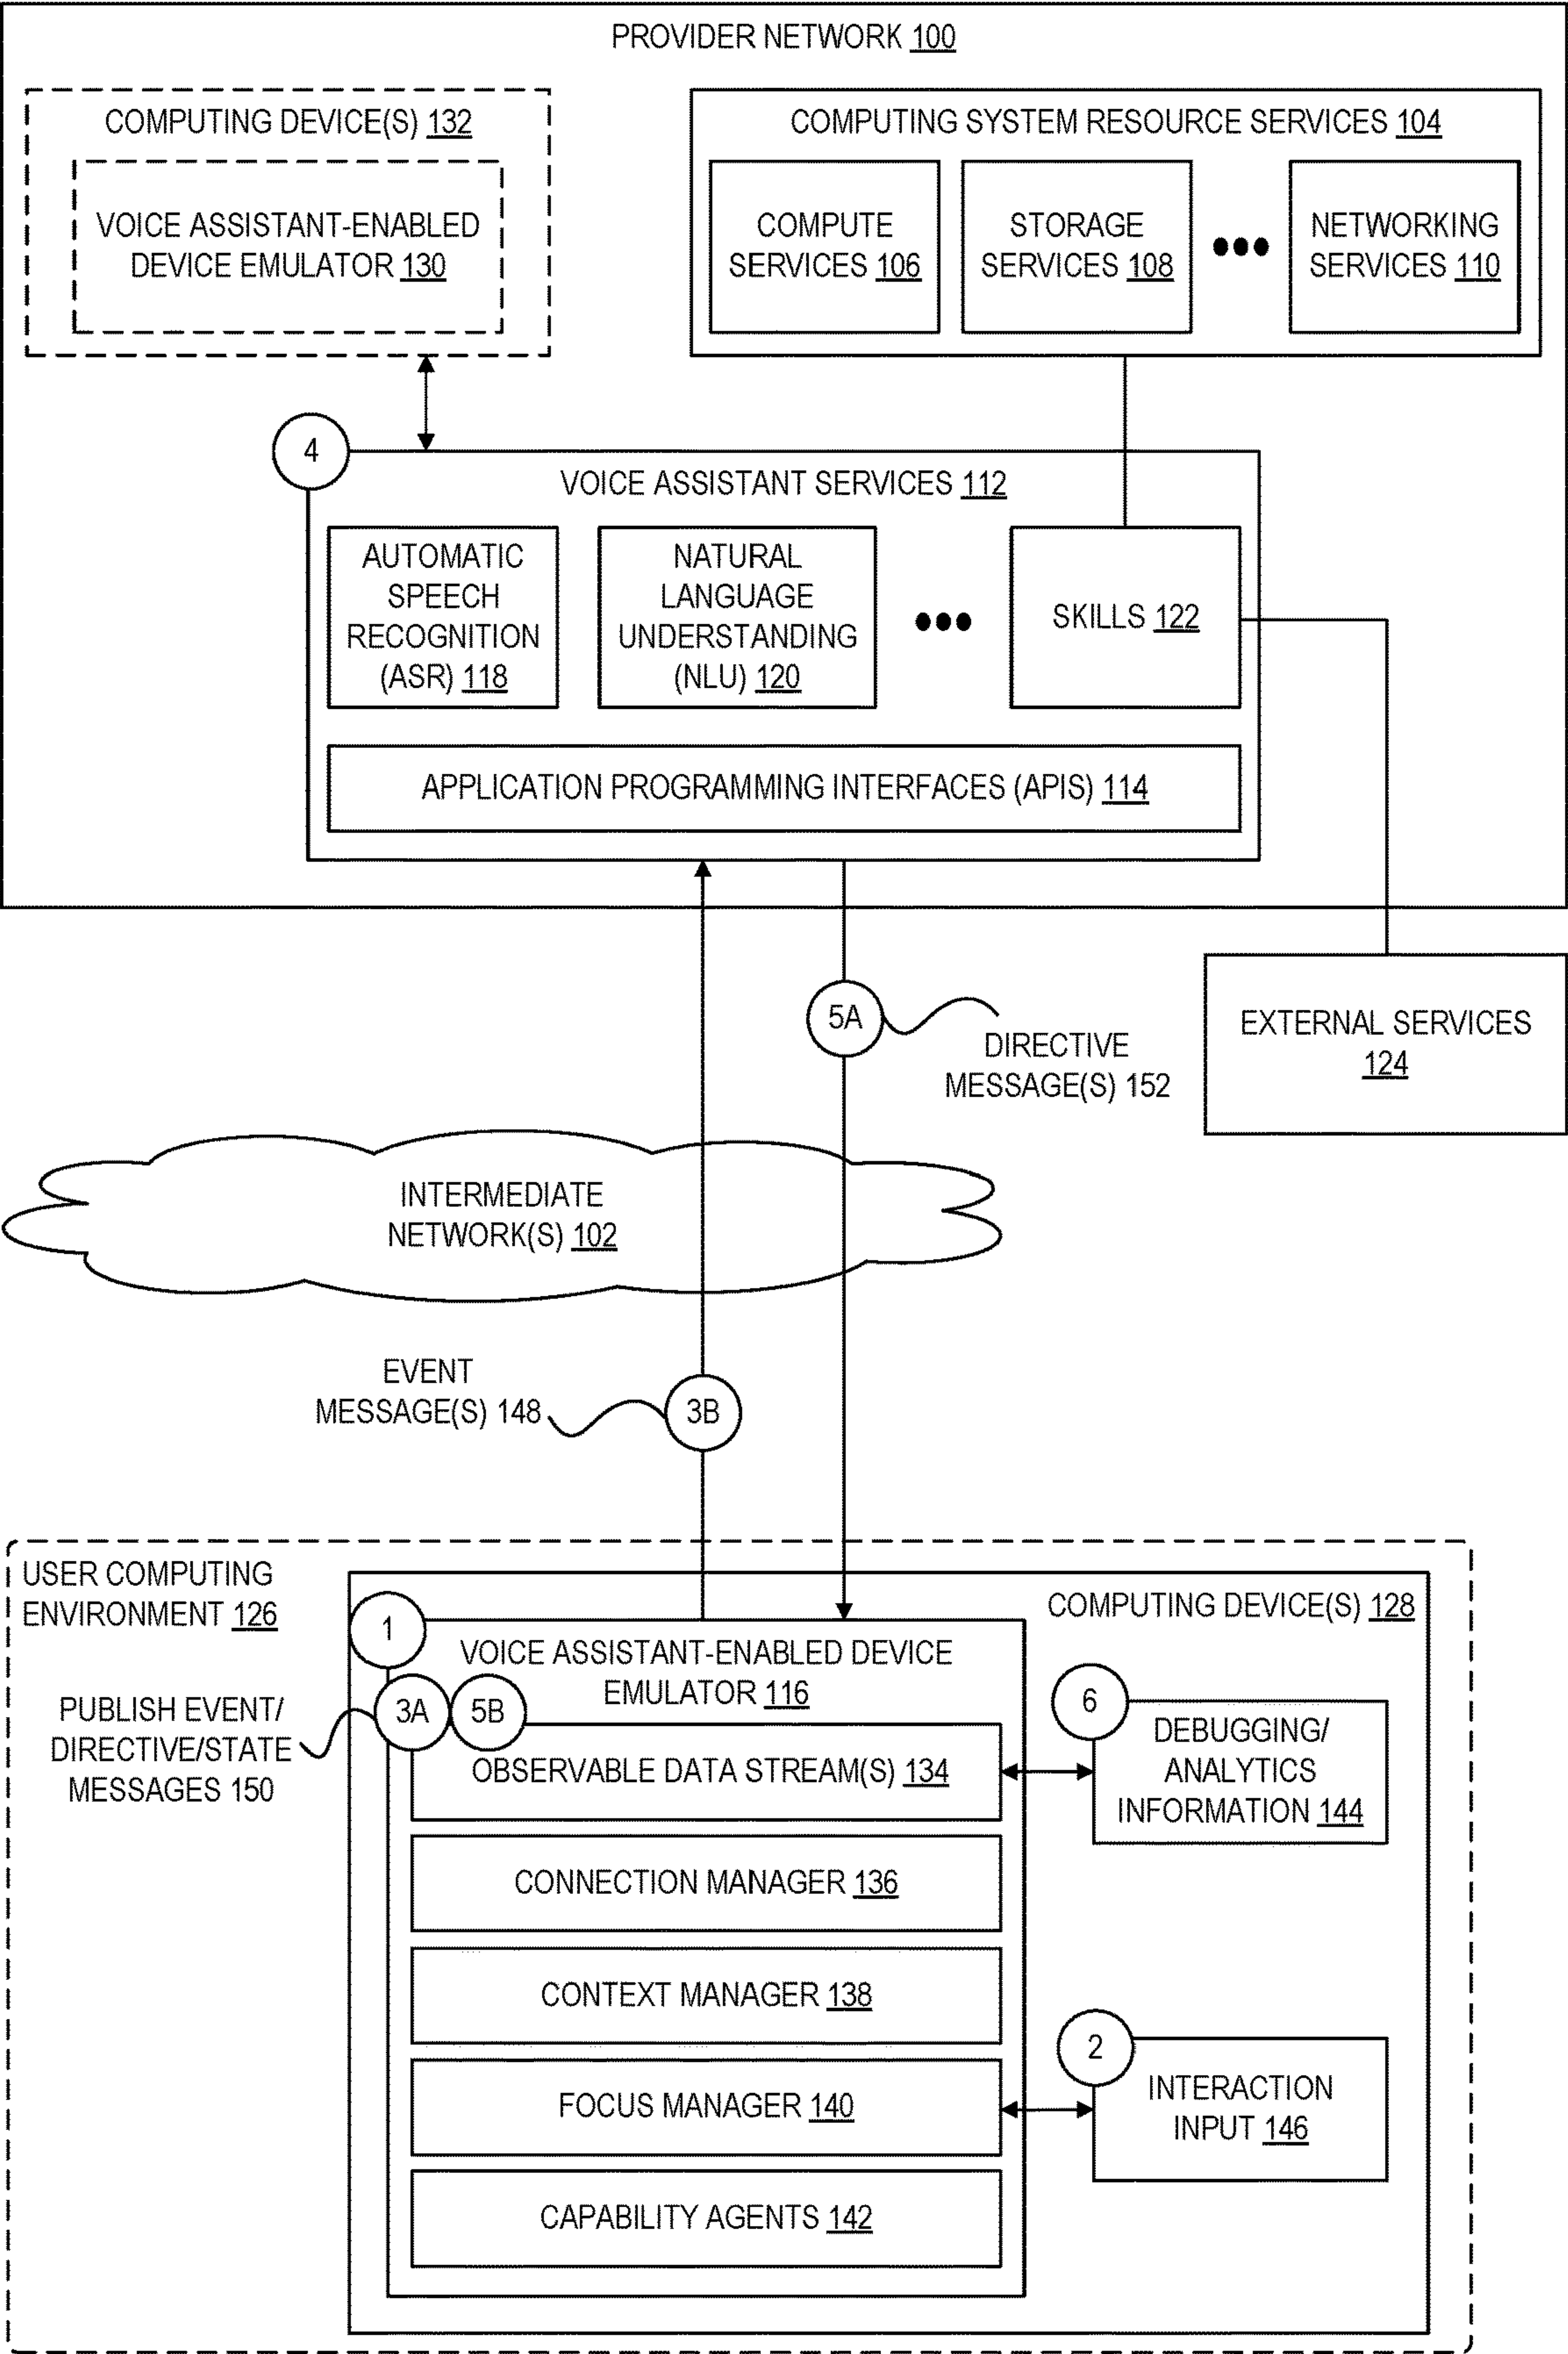 PROVIDER NETWORK 100
COMPUTING DEVICE(S) 132
VOICE ASSISTANT-ENABLED
DEVICE EMULATOR 130
COMPUTING SYSTEM RESOURCE SERVICES 104
COMPUTE
SERVICES 106
STORAGE
SERVICES 108
NETWORKING
SERVICES 110
4
VOICE ASSISTANT SERVICES 112
AUTOMATIC
SPEECH
RECOGNITION
(ASR) 118
NATURAL
LANGUAGE
UNDERSTANDING
(NLU) 120
SKILLS 122
APPLICATION PROGRAMMING INTERFACES (APIS) 114
5A
DIRECTIVE
MESSAGE(S) 152
EXTERNAL SERVICES
124
INTERMEDIATE
NETWORK(S) 102
EVENT
MESSAGE(S) 148
3B
USER COMPUTING
ENVIRONMENT 126
COMPUTING DEVICE(S) 128
1
VOICE ASSISTANT-ENABLED DEVICE
EMULATOR 116
3A
5B
PUBLISH EVENT/
DIRECTIVE/STATE
MESSAGES 150
OBSERVABLE DATA STREAM(S) 134
6
DEBUGGING/
ANALYTICS
INFORMATION 144
CONNECTION MANAGER 136
CONTEXT MANAGER 138
FOCUS MANAGER 140
2
INTERACTION
INPUT 146
CAPABILITY AGENTS 142